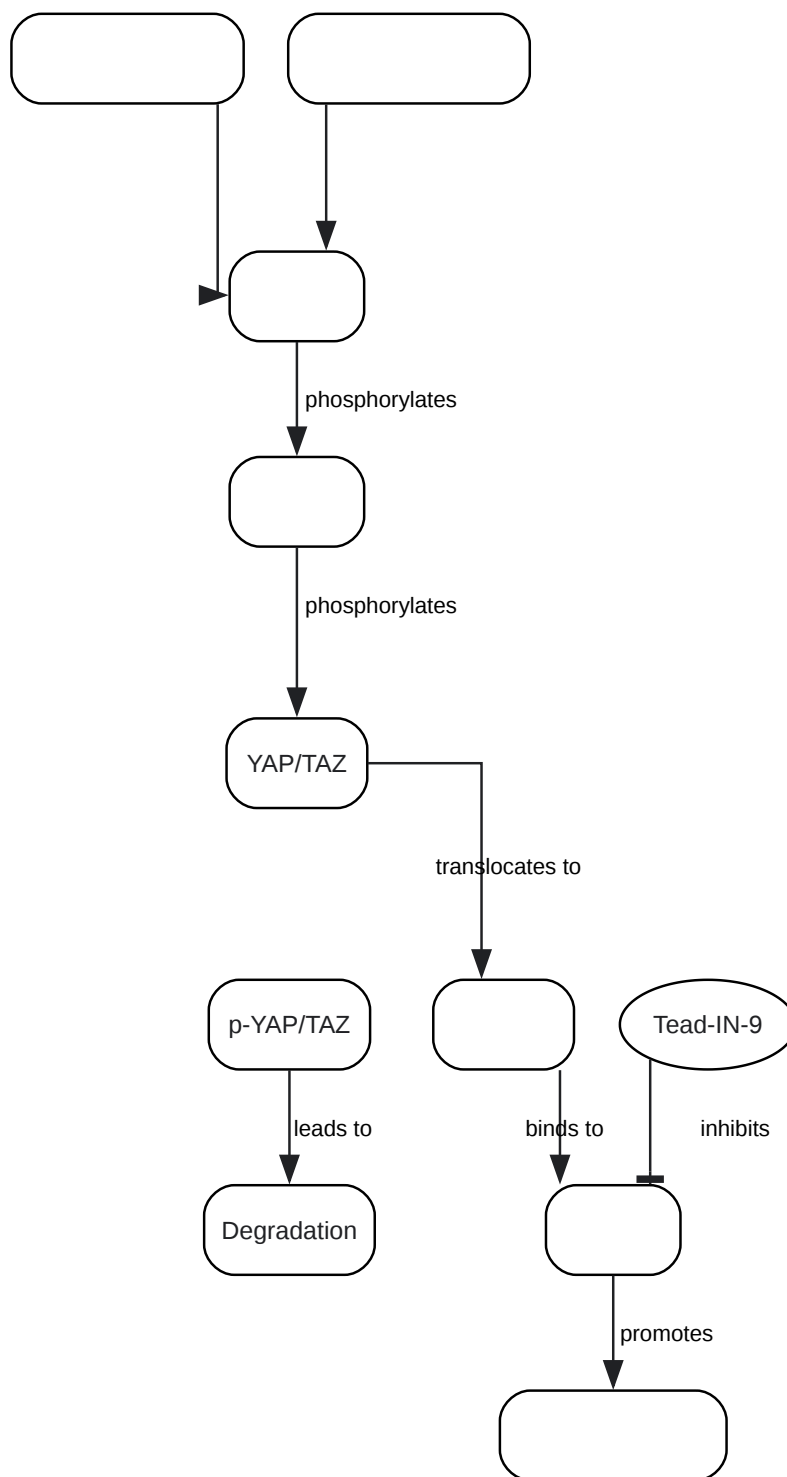 phosphorylates
phosphorylates
YAP/TAZ
translocates to
p-YAP/TAZ
Tead-IN-9
leads to
binds to
inhibits
Degradation
promotes